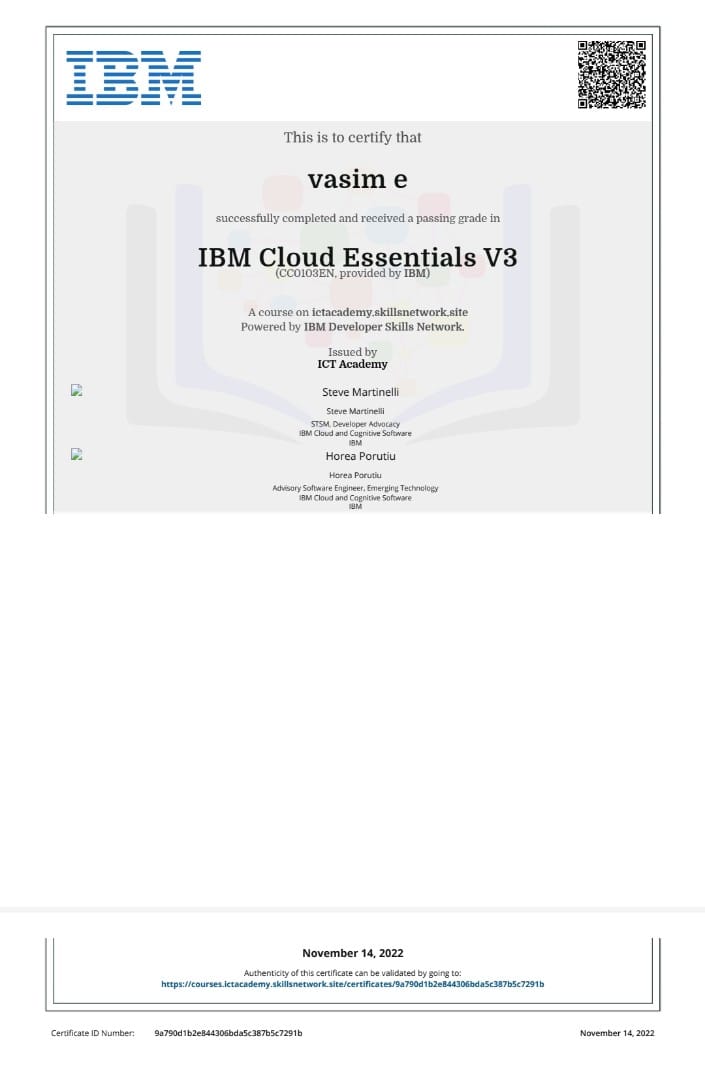 IBM
This is to certify that
vasim e
successfully completed and received a passing grade in
IBM Cloud Essentials V3
(CC0103EN, provided by IBM)
A course on ictacademy.skillsnetwork.site
Powered by IBM Developer Skills Network.
Issued by
ICT Academy
Steve Martinelli
Steve Martinelli
STSM, Developer Advocacy
IBM Cloud and Cognitive Software
IBM
Horea Porutiu
Horea Porutiu
Advisory Software Engineer, Emerging Technology
IBM Cloud and Cognitive Software
IBM
November 14, 2022
Authenticity of this certificate can be validated by going to:
https://courses.ictacademy.skillsnetwork.site/certificates/9a790d1b2e844306bda5c387b5c7291b
Certificate ID Number: 9a790d1b2e844306bda5c387b5c7291b November 14, 2022